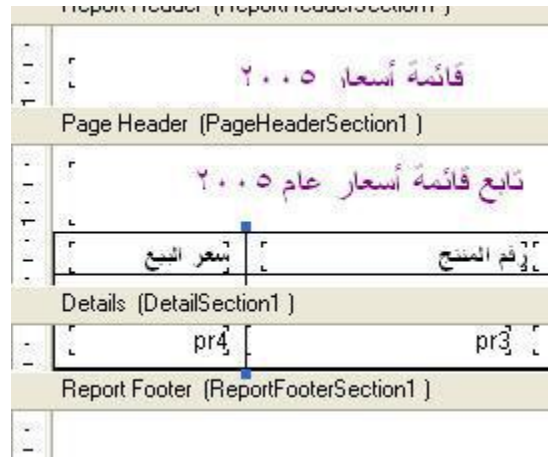 Report Header (ReportHeaderSection1 )
قائمة أسعار ٢٠٠٥
Page Header (PageHeaderSection1 )
تابع قائمة أسعار عام ٢٠٠٥
رقم المنتج سعر البيع
Details (DetailSection1 )
pr4 pr3
Report Footer (ReportFooterSection1 )